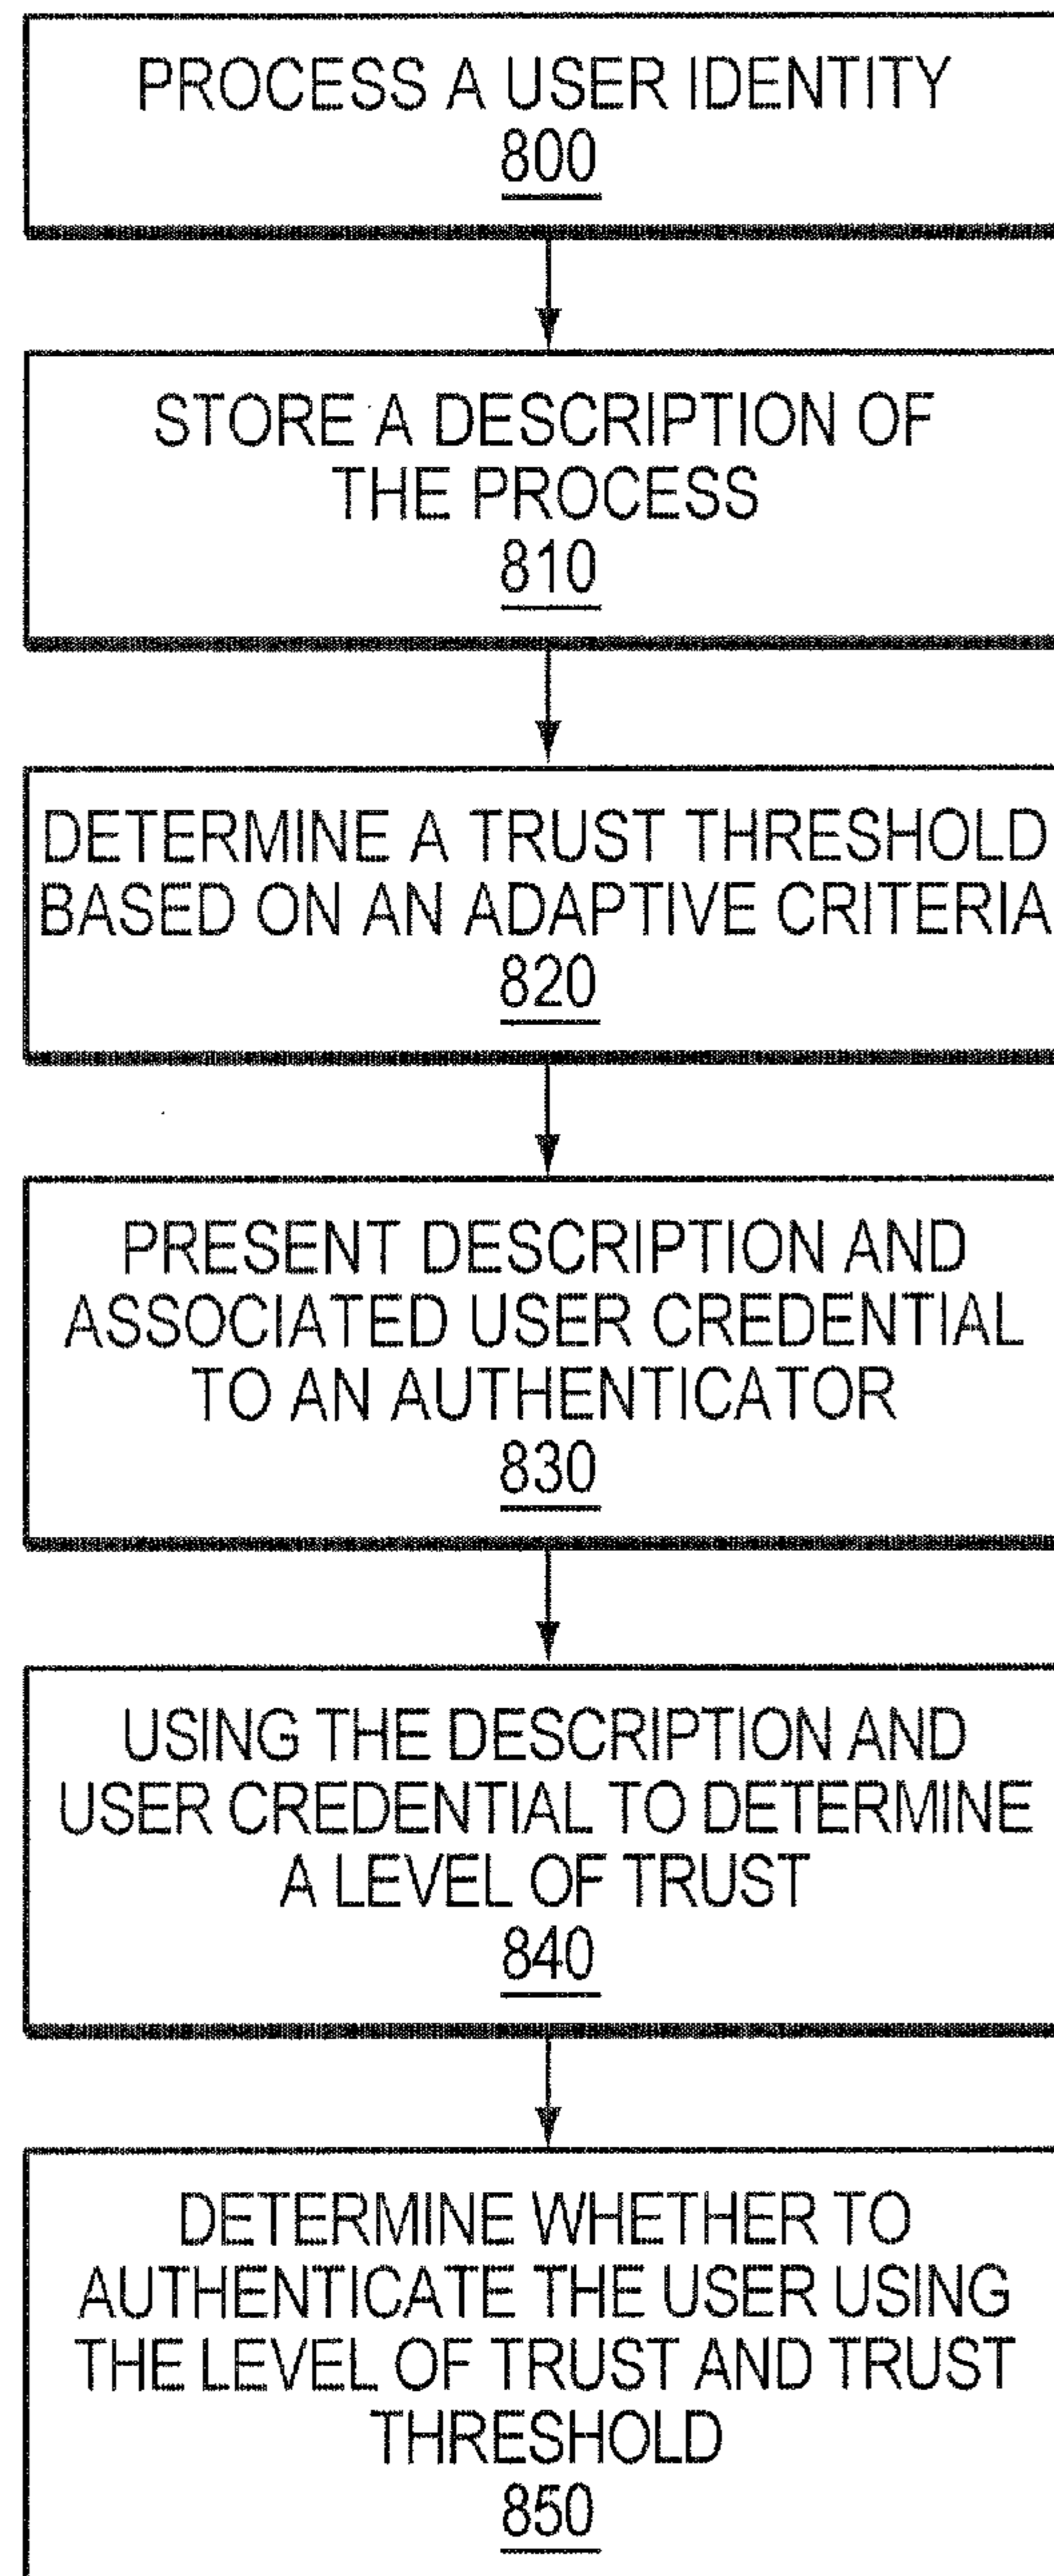 PROCESS A USER IDENTITY
800
STORE A DESCRIPTION OF
THE PROCESS
810
DETERMINE A TRUST THRESHOLD
BASED ON AN ADAPTIVE CRITERIA
820
PRESENT DESCRIPTION AND
ASSOCIATED USER CREDENTIAL
TO AN AUTHENTICATOR
830
USING THE DESCRIPTION AND
USER CREDENTIAL TO DETERMINE
A LEVEL OF TRUST
840
DETERMINE WHETHER TO
AUTHENTICATE THE USER USING
THE LEVEL OF TRUST AND TRUST
THRESHOLD
850